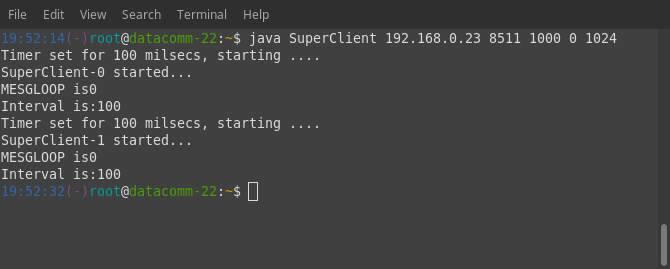 File Edit View Search Terminal Help
19:52:14(-)root@datacomm-22:~$ java SuperClient 192.168.0.23 8511 1000 0 1024
Timer set for 100 milsecs, starting ....
SuperClient-0 started...
MESGLOOP is0
Interval is:100
Timer set for 100 milsecs, starting ....
SuperClient-1 started...
MESGLOOP is0
Interval is:100
19:52:32(-)root@datacomm-22:~$